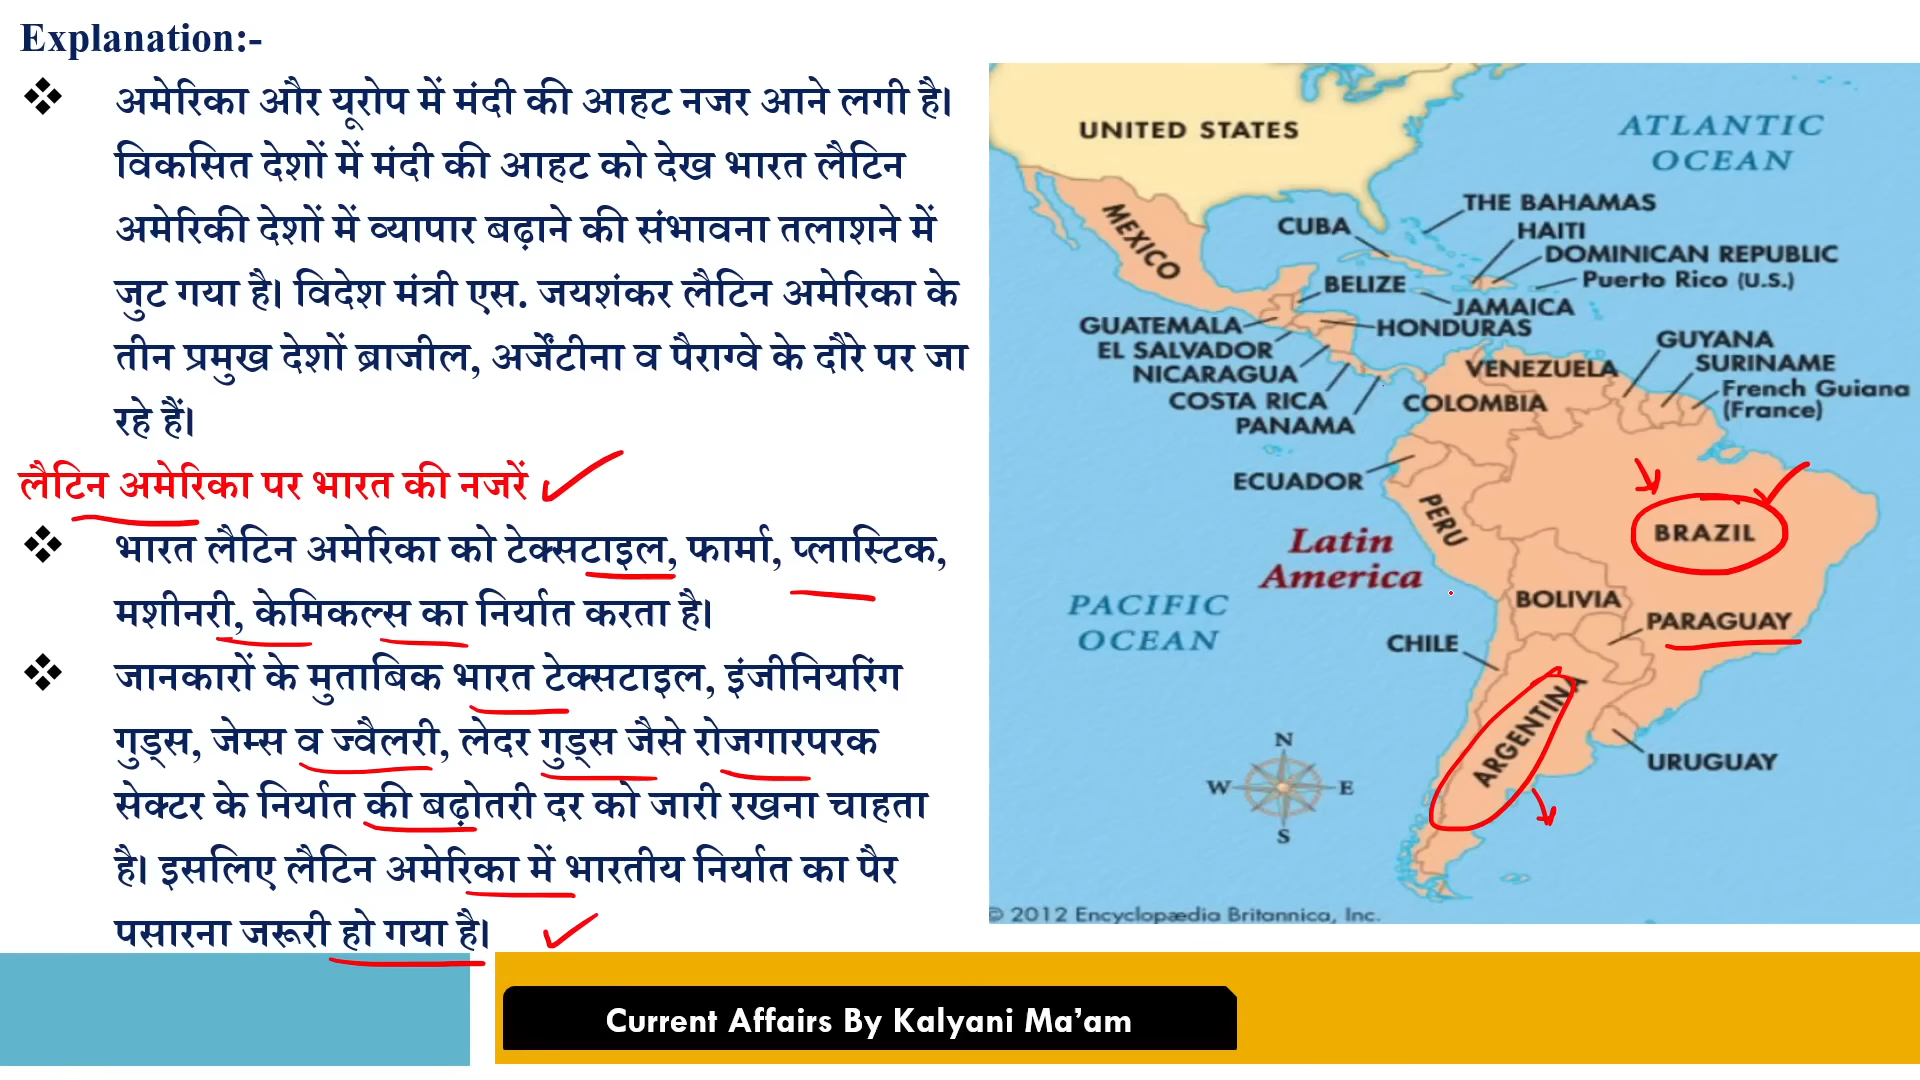 Explanation:-
❖ अमेरिका और यूरोप में मंदी की आहट नजर आने लगी है।
विकसित देशों में मंदी की आहट को देख भारत लैटिन
अमेरिकी देशों में व्यापार बढ़ाने की संभावना तलाशने में
जुट गया है। विदेश मंत्री एस. जयशंकर लैटिन अमेरिका के
तीन प्रमुख देशों ब्राजील, अर्जेंटीना व पैराग्वे के दौरे पर जा
रहे हैं।
लैटिन अमेरिका पर भारत की नजरें
❖ भारत लैटिन अमेरिका को टेक्सटाइल, फार्मा, प्लास्टिक,
मशीनरी, केमिकल्स का निर्यात करता है।
❖ जानकारों के मुताबिक भारत टेक्सटाइल, इंजीनियरिंग
गुड्स, जेम्स व ज्वैलरी, लेदर गुड्स जैसे रोजगारपरक
सेक्टर के निर्यात की बढ़ोतरी दर को जारी रखना चाहता
है। इसलिए लैटिन अमेरिका में भारतीय निर्यात का पैर
पसारना जरूरी हो गया है।
UNITED STATES
ATLANTIC
OCEAN
MEXICO
CUBA
THE BAHAMAS
HAITI
DOMINICAN REPUBLIC
Puerto Rico (U.S.)
BELIZE
JAMAICA
GUATEMALA
HONDURAS
EL SALVADOR
NICARAGUA
COSTA RICA
PANAMA
VENEZUELA
COLOMBIA
GUYANA
SURINAME
French Guiana
(France)
ECUADOR
PERU
BRAZIL
Latin
America
PACIFIC
OCEAN
BOLIVIA
PARAGUAY
CHILE
ARGENTINA
URUGUAY
N
W E
S
© 2012 Encyclopædia Britannica, Inc.
Current Affairs By Kalyani Ma’am